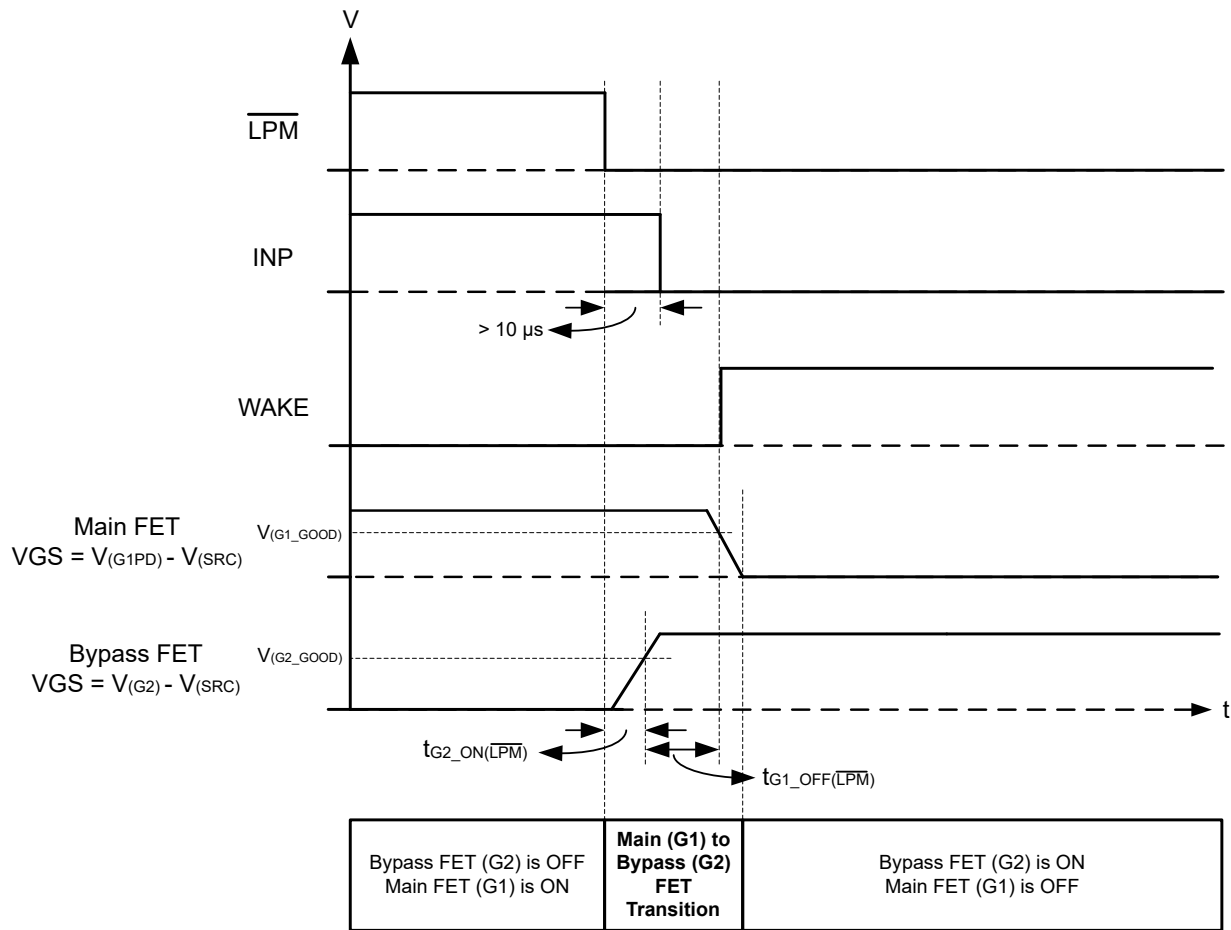 V
LPM
INP
> 10 µs
WAKE
Main FET
VGS = V(G1PD) - V(SRC)
V(G1_GOOD)
Bypass FET
VGS = V(G2) - V(SRC)
V(G2_GOOD)
t
tG2_ON(LPM)
tG1_OFF(LPM)
Bypass FET (G2) is OFF
Main FET (G1) is ON
Main (G1) to
Bypass (G2)
FET
Transition
Bypass FET (G2) is ON
Main FET (G1) is OFF